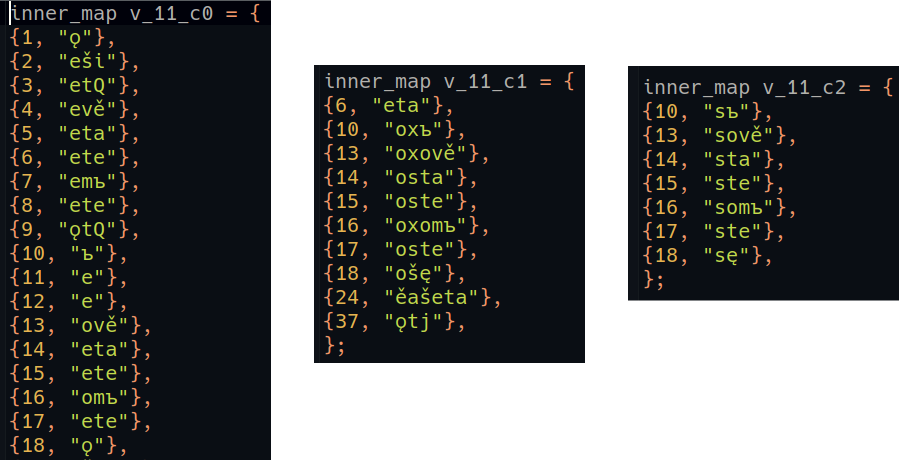 inner_map v_11_c0 = {
{1, "ǫ"},
{2, "eši"},
{3, "etQ"},
{4, "evě"},
{5, "eta"},
{6, "ete"},
{7, "emъ"},
{8, "ete"},
{9, "ǫtQ"},
{10, "ъ"},
{11, "e"},
{12, "e"},
{13, "ově"},
{14, "eta"},
{15, "ete"},
{16, "omъ"},
{17, "ete"},
{18, "ǫ"},
inner_map v_11_c1 = {
{6, "eta"},
{10, "oxъ"},
{13, "oxově"},
{14, "osta"},
{15, "oste"},
{16, "oxomъ"},
{17, "oste"},
{18, "ošę"},
{24, "ěašeta"},
{37, "ǫtj"},
};
inner_map v_11_c2 = {
{10, "sъ"},
{13, "sově"},
{14, "sta"},
{15, "ste"},
{16, "somъ"},
{17, "ste"},
{18, "sę"},
};